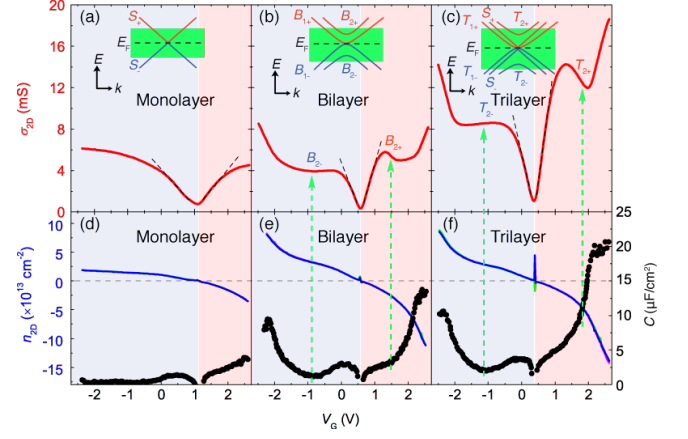 20
16
12
8
4
0
σ2D (mS)
(a)
S+
EF
S-
E
k
Monolayer
(b)
B1+
B2+
EF
B1-
B2-
E
k
Bilayer
B2-
B2+
(c)
T1+
S+
T2+
EF
T1-
S-
T2-
E
k
Trilayer
T2-
T2+
10
5
0
-5
-10
-15
n2D (×10^13 cm-2)
(d)
Monolayer
(e)
Bilayer
(f)
Trilayer
25
20
15
10
5
0
C (μF/cm²)
-2 -1 0 1 2 -2 -1 0 1 2 -2 -1 0 1 2
VG (V)